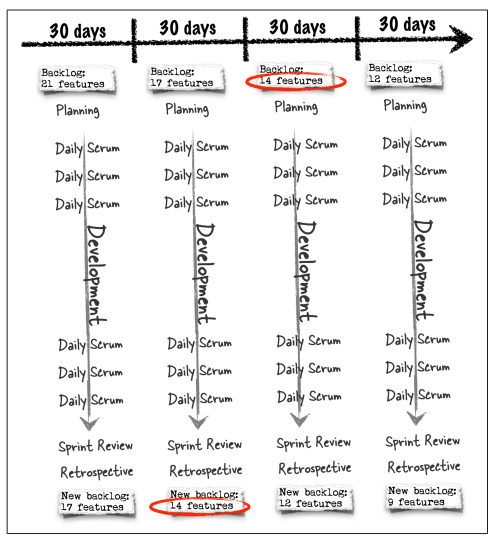 30 days
30 days
30 days
30 days
Backlog:
21 features
Backlog:
17 features
Backlog:
14 features
Backlog:
12 features
Planning
Planning
Planning
Planning
Daily Scrum
Daily Scrum
Daily Scrum
Daily Scrum
Daily Scrum
Daily Scrum
Daily Scrum
Daily Scrum
Daily Scrum
Daily Scrum
Daily Scrum
Daily Scrum
Development
Development
Development
Development
Daily Scrum
Daily Scrum
Daily Scrum
Daily Scrum
Daily Scrum
Daily Scrum
Daily Scrum
Daily Scrum
Daily Scrum
Daily Scrum
Daily Scrum
Daily Scrum
Sprint Review
Sprint Review
Sprint Review
Sprint Review
Retrospective
Retrospective
Retrospective
Retrospective
New backlog:
17 features
New backlog:
14 features
New backlog:
12 features
New backlog:
9 features